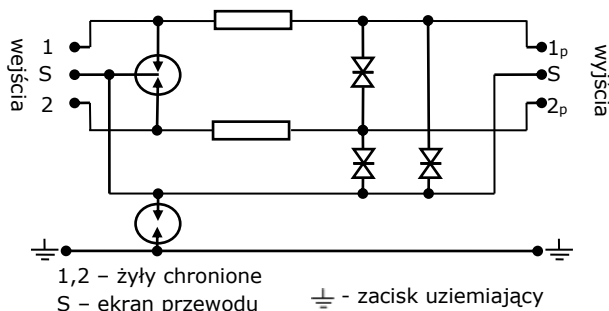 wejścia
1
S
2
1p
S
2p
wyjścia
1,2 – żyły chronione
S – ekran przewodu
- zacisk uziemiający